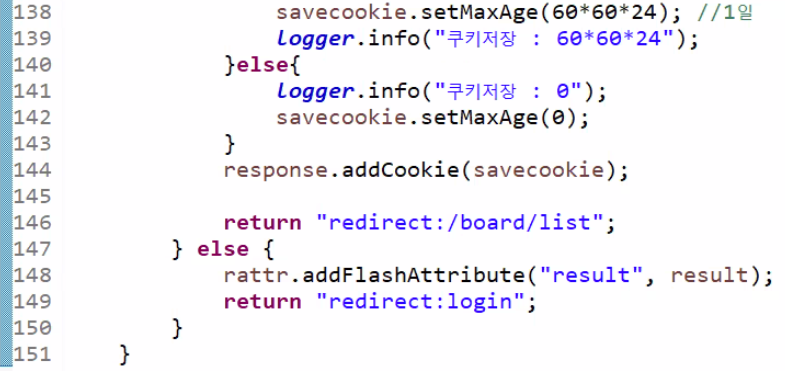 138                 savecookie.setMaxAge(60*60*24); //1일
139                 logger.info("쿠키저장 : 60*60*24");
140             }else{
141                 logger.info("쿠키저장 : 0");
142                 savecookie.setMaxAge(0);
143             }
144             response.addCookie(savecookie);
145
146             return "redirect:/board/list";
147         } else {
148             rattr.addFlashAttribute("result", result);
149             return "redirect:login";
150         }
151     }